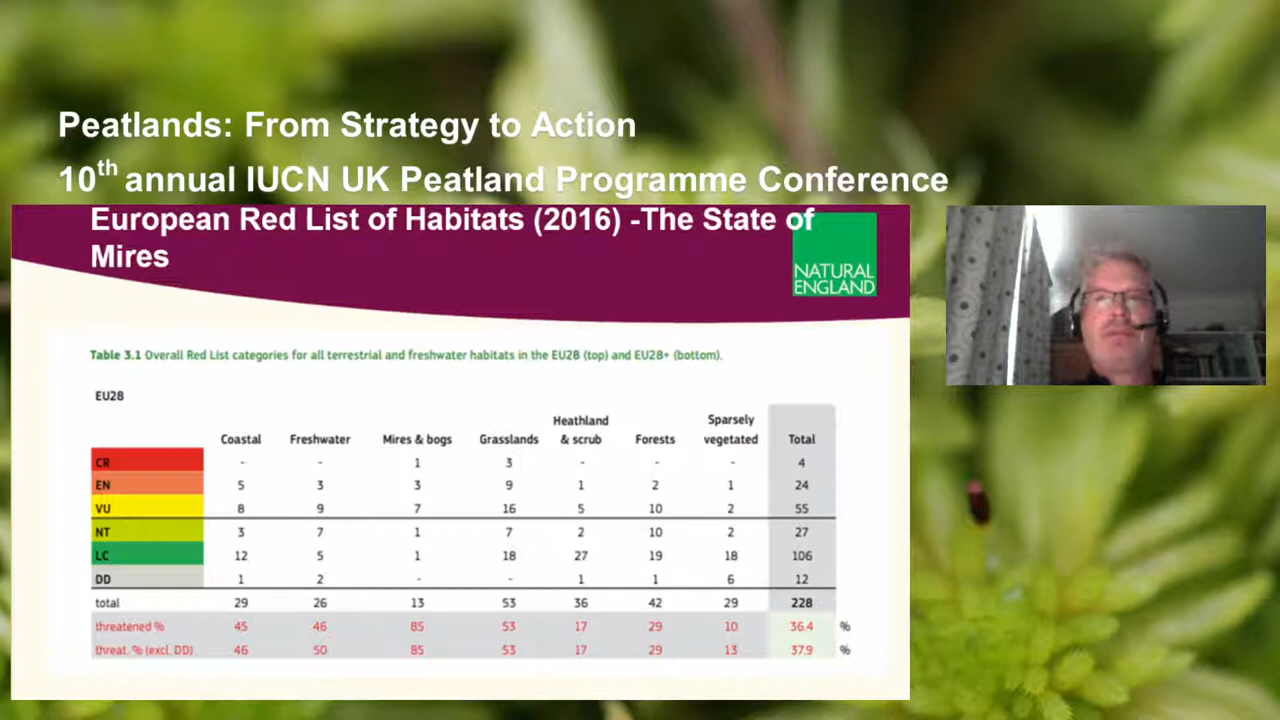 Peatlands: From Strategy to Action
10th annual IUCN UK Peatland Programme Conference
European Red List of Habitats (2016) -The State of
Mires
NATURAL
ENGLAND
Table 3.1 Overall Red List categories for all terrestrial and freshwater habitats in the EU28 (top) and EU28+ (bottom).
EU28
Coastal Freshwater Mires & bogs Grasslands Heathland & scrub Forests Sparsely vegetated Total
CR - - 1 3 - - - 4
EN 5 3 3 9 1 2 1 24
VU 8 9 7 16 5 10 2 55
NT 3 7 1 7 2 10 2 27
LC 12 5 1 18 27 19 18 106
DD 1 2 - - 1 1 6 12
total 29 26 13 53 36 42 29 228
threatened % 45 46 85 53 17 29 10 36.4 %
threat. % (excl. DD) 46 50 85 53 17 29 13 37.9 %